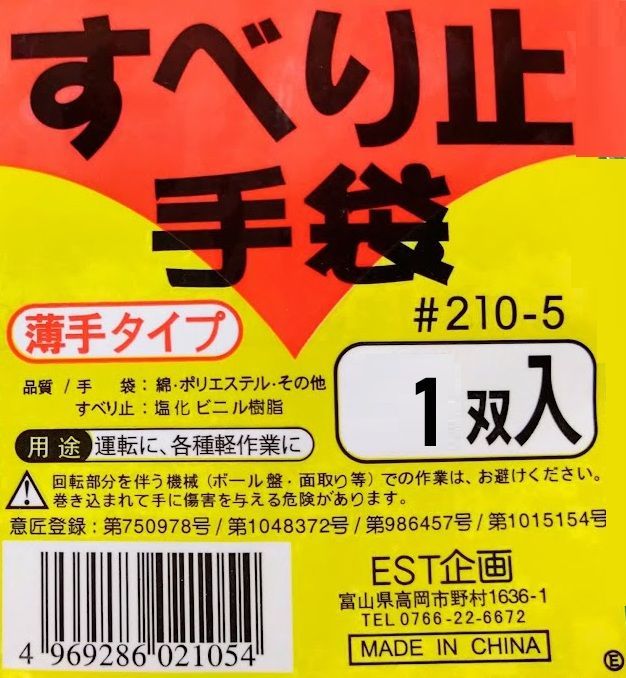 すべり止
手袋
#210-5
薄手タイプ
1双入
品質 / 手　袋：綿・ポリエステル・その他
すべり止：塩化ビニル樹脂
用途 運転に、各種軽作業に
回転部分を伴う機械（ボール盤・面取り等）での作業は、お避けください。
巻き込まれて手に傷害を与える危険があります。
意匠登録：第750978号 / 第1048372号 / 第986457号 / 第1015154号
EST企画
富山県高岡市野村1636-1
TEL 0766-22-6672
MADE IN CHINA
4 969286 021054
E